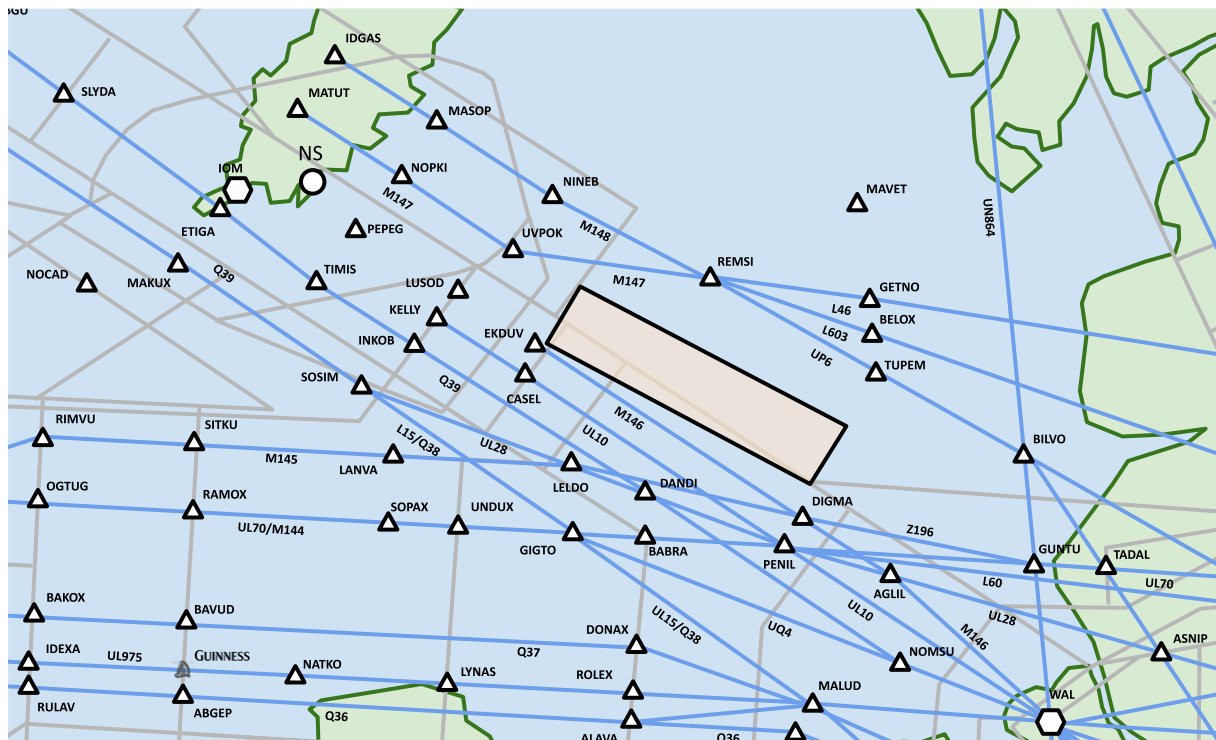 IDGAS
SLYDA
MATUT
MASOP
NS
IOM
NOPKI
NINEB
MAVET
M147
ETIGA
PEPEG
UVPOK
M148
UN864
REMSI
NOCAD
MAKUX
Q39
TIMIS
LUSOD
M147
GETNO
KELLY
L46
BELOX
EKDUV
L603
INKOB
UP6
TUPEM
SOSIM
Q39
CASEL
RIMVU
SITKU
M146
L15/Q38
UL10
UL28
BILVO
M145
LANVA
LELDO
DANDI
OGTUG
RAMOX
SOPAX
UNDUX
DIGMA
UL70/M144
Z196
GIGTO
BABRA
PENIL
GUNTU
TADAL
L60
UL70
AGLIL
BAKOX
BAVUD
UL10
UL28
UL15/Q38
UQ4
M146
DONAX
ASNIP
IDEXA
UL975
GUINNESS
Q37
NOMSU
NATKO
LYNAS
ROLEX
MALUD
WAL
RULAV
ABGEP
Q36
ALAVA
Q36